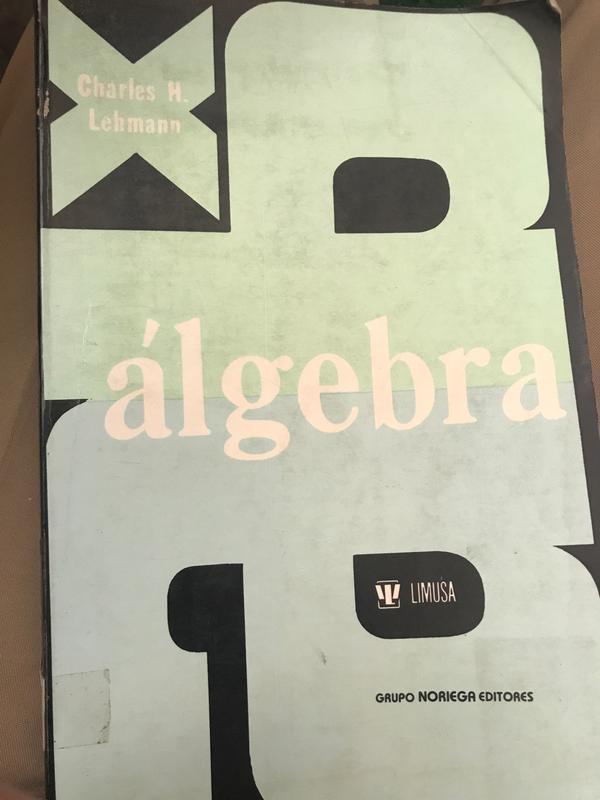 Charles H.
Lehmann
álgebra
LIMUSA
GRUPO NORIEGA EDITORES